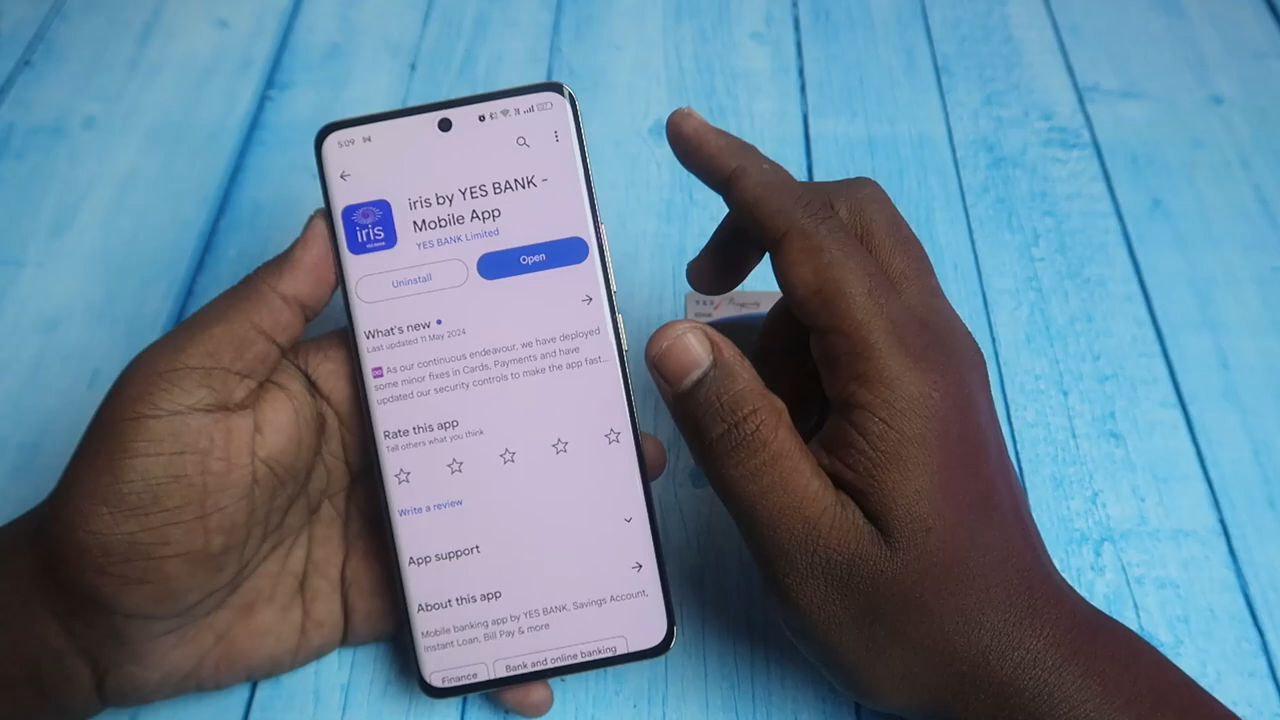 5:09
iris by YES BANK -
Mobile App
YES BANK Limited
iris
YES BANK
Uninstall
Open
What's new
Last updated 11 May 2024
As our continuous endeavour, we have deployed
some minor fixes in Cards, Payments and have
updated our security controls to make the app fast...
Rate this app
Tell others what you think
Write a review
App support
About this app
Mobile banking app by YES BANK, Savings Account,
Instant Loan, Bill Pay & more
Finance
Bank and online banking
YES Prosperity